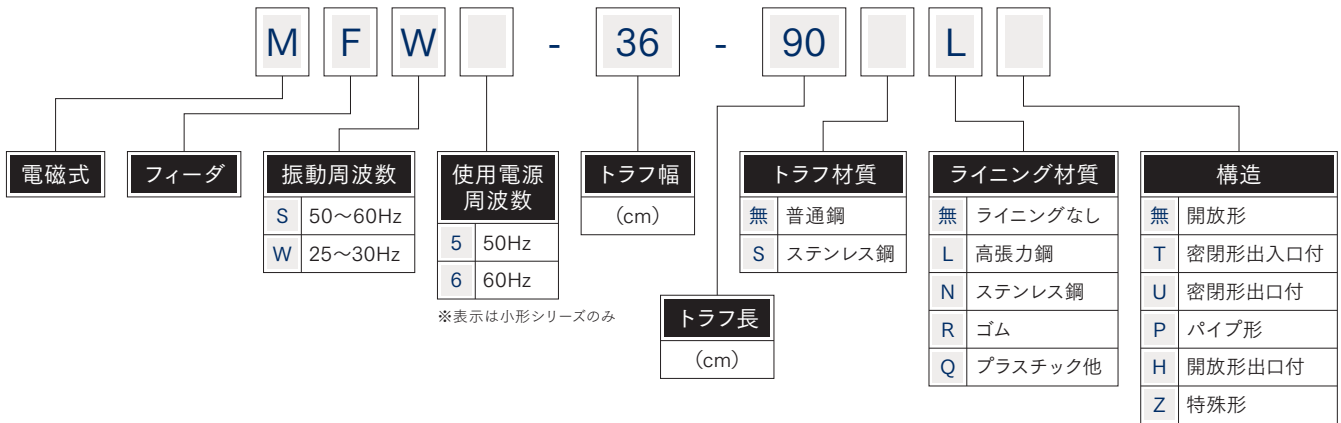 M F W - 36 - 90 L
電磁式
フィーダ
振動周波数
S 50〜60Hz
W 25〜30Hz
使用電源
周波数
5 50Hz
6 60Hz
※表示は小形シリーズのみ
トラフ幅
(cm)
トラフ長
(cm)
トラフ材質
無 普通鋼
S ステンレス鋼
ライニング材質
無 ライニングなし
L 高張力鋼
N ステンレス鋼
R ゴム
Q プラスチック他
構造
無 開放形
T 密閉形出入口付
U 密閉形出口付
P パイプ形
H 開放形出口付
Z 特殊形